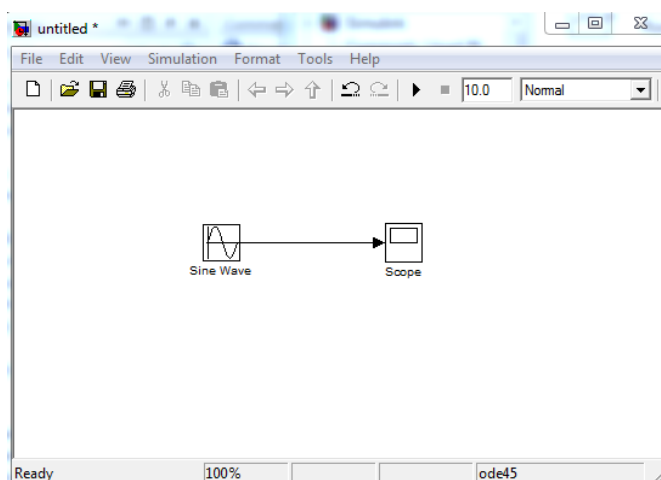 untitled *
File Edit View Simulation Format Tools Help
10.0 Normal
Sine Wave
Scope
Ready 100% ode45